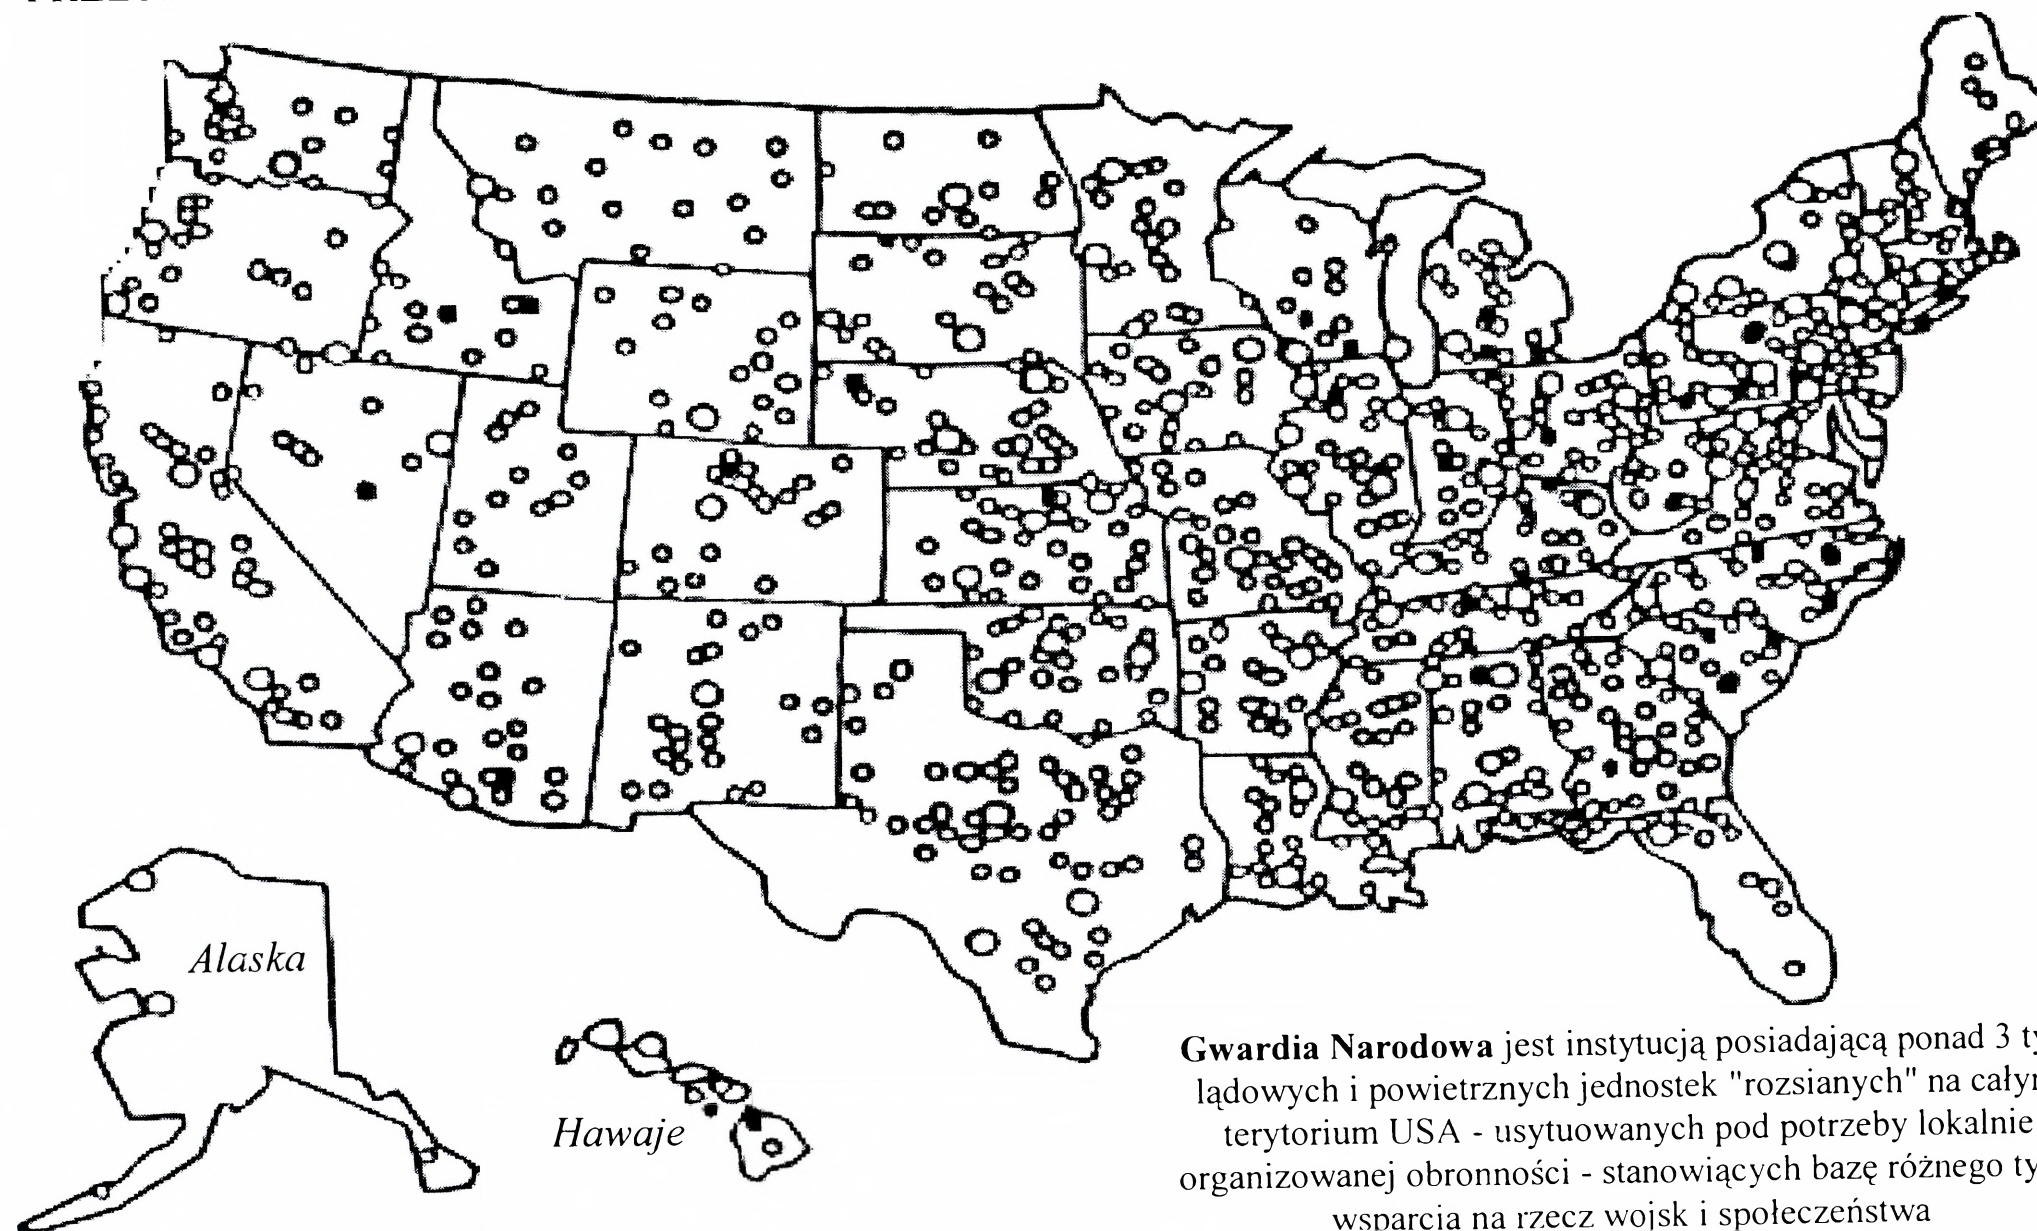 Alaska
Hawaje
Gwardia Narodowa jest instytucją posiadającą ponad 3
lądowych i powietrznych jednostek "rozsianych" na
terytorium USA - usytuowanych pod potrzeby lokalnie
organizowanej obronności - stanowiących bazę różnego
wsparcia na rzecz wojsk i społeczeństwa